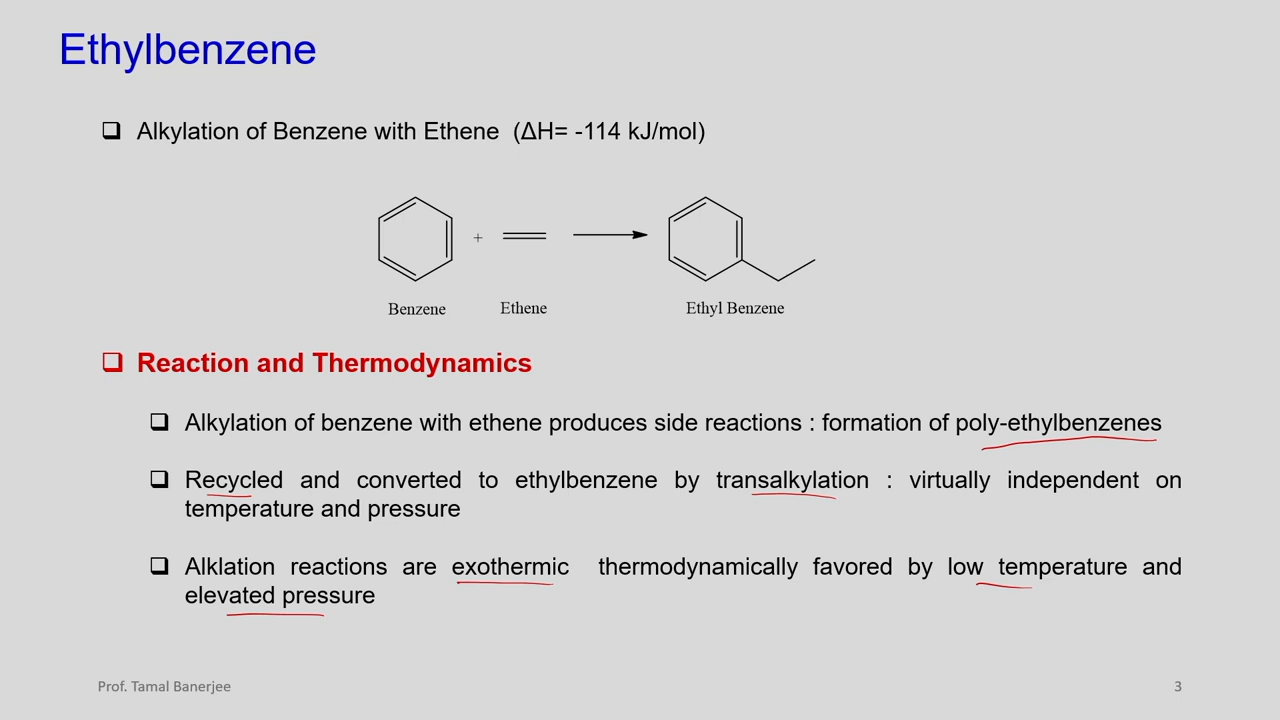 Ethylbenzene
❑ Alkylation of Benzene with Ethene (ΔH= -114 kJ/mol)
+
Benzene Ethene Ethyl Benzene
❑ Reaction and Thermodynamics
❑ Alkylation of benzene with ethene produces side reactions : formation of poly-ethylbenzenes
❑ Recycled and converted to ethylbenzene by transalkylation : virtually independent on
temperature and pressure
❑ Alklation reactions are exothermic thermodynamically favored by low temperature and
elevated pressure
Prof. Tamal Banerjee 3